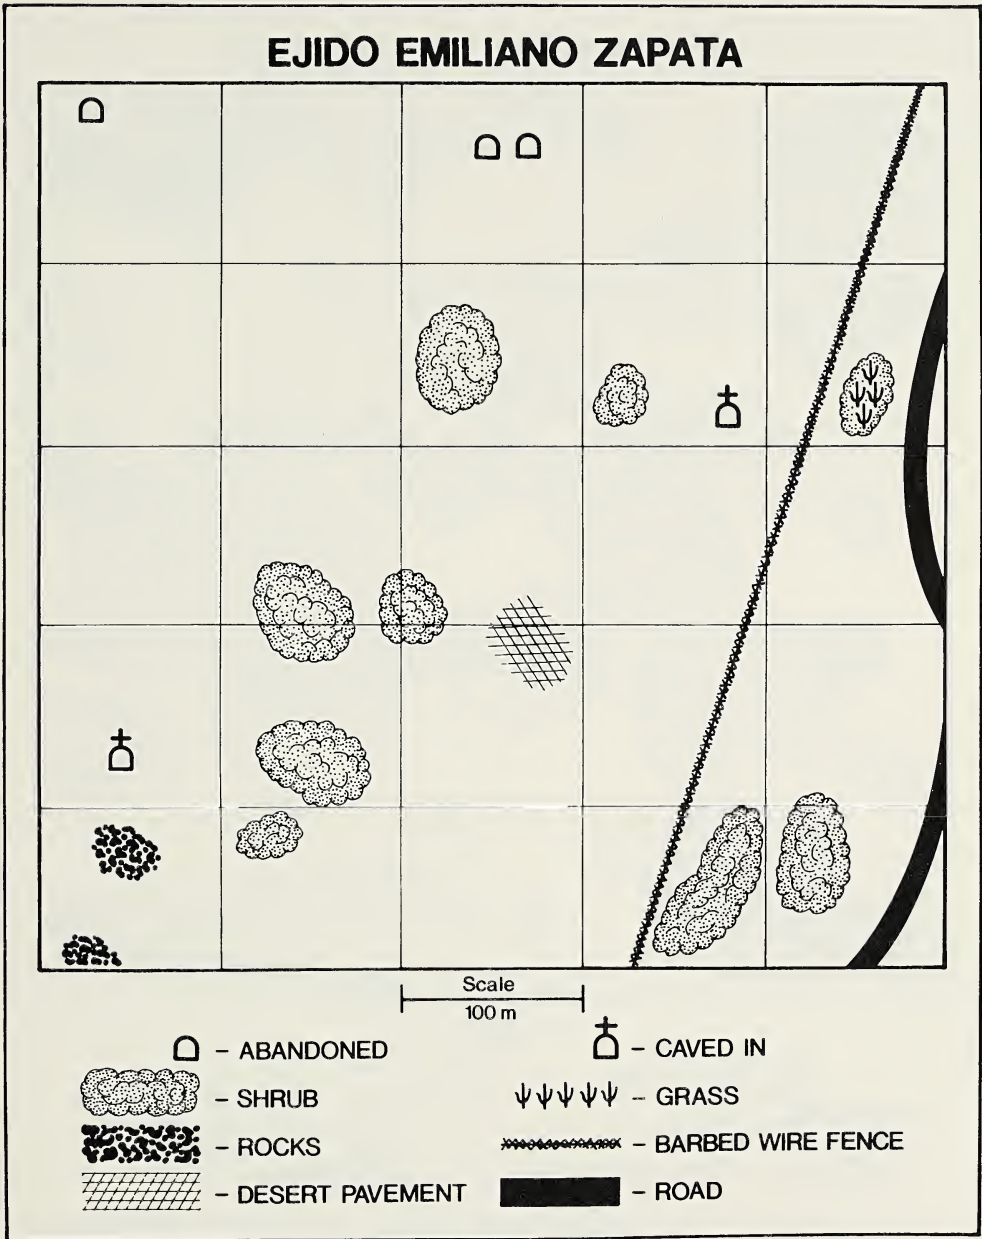 EJIDO EMILIANO ZAPATA
Scale
100 m
– ABANDONED
– CAVED IN
– SHRUB
– GRASS
– ROCKS
– BARBED WIRE FENCE
– DESERT PAVEMENT
– ROAD